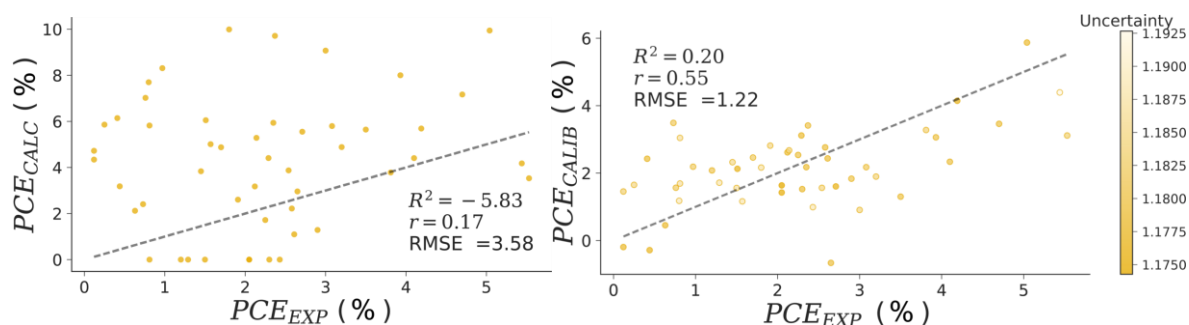 PCE_CALC (%)
10
8
6
4
2
0
R² = −5.83
r = 0.17
RMSE =3.58
0 1 2 3 4 5
PCE_EXP (%)
PCE_CALIB (%)
6
4
2
0
R² = 0.20
r = 0.55
RMSE =1.22
0 1 2 3 4 5
PCE_EXP (%)
Uncertainty
1.1925
1.1900
1.1875
1.1850
1.1825
1.1800
1.1775
1.1750